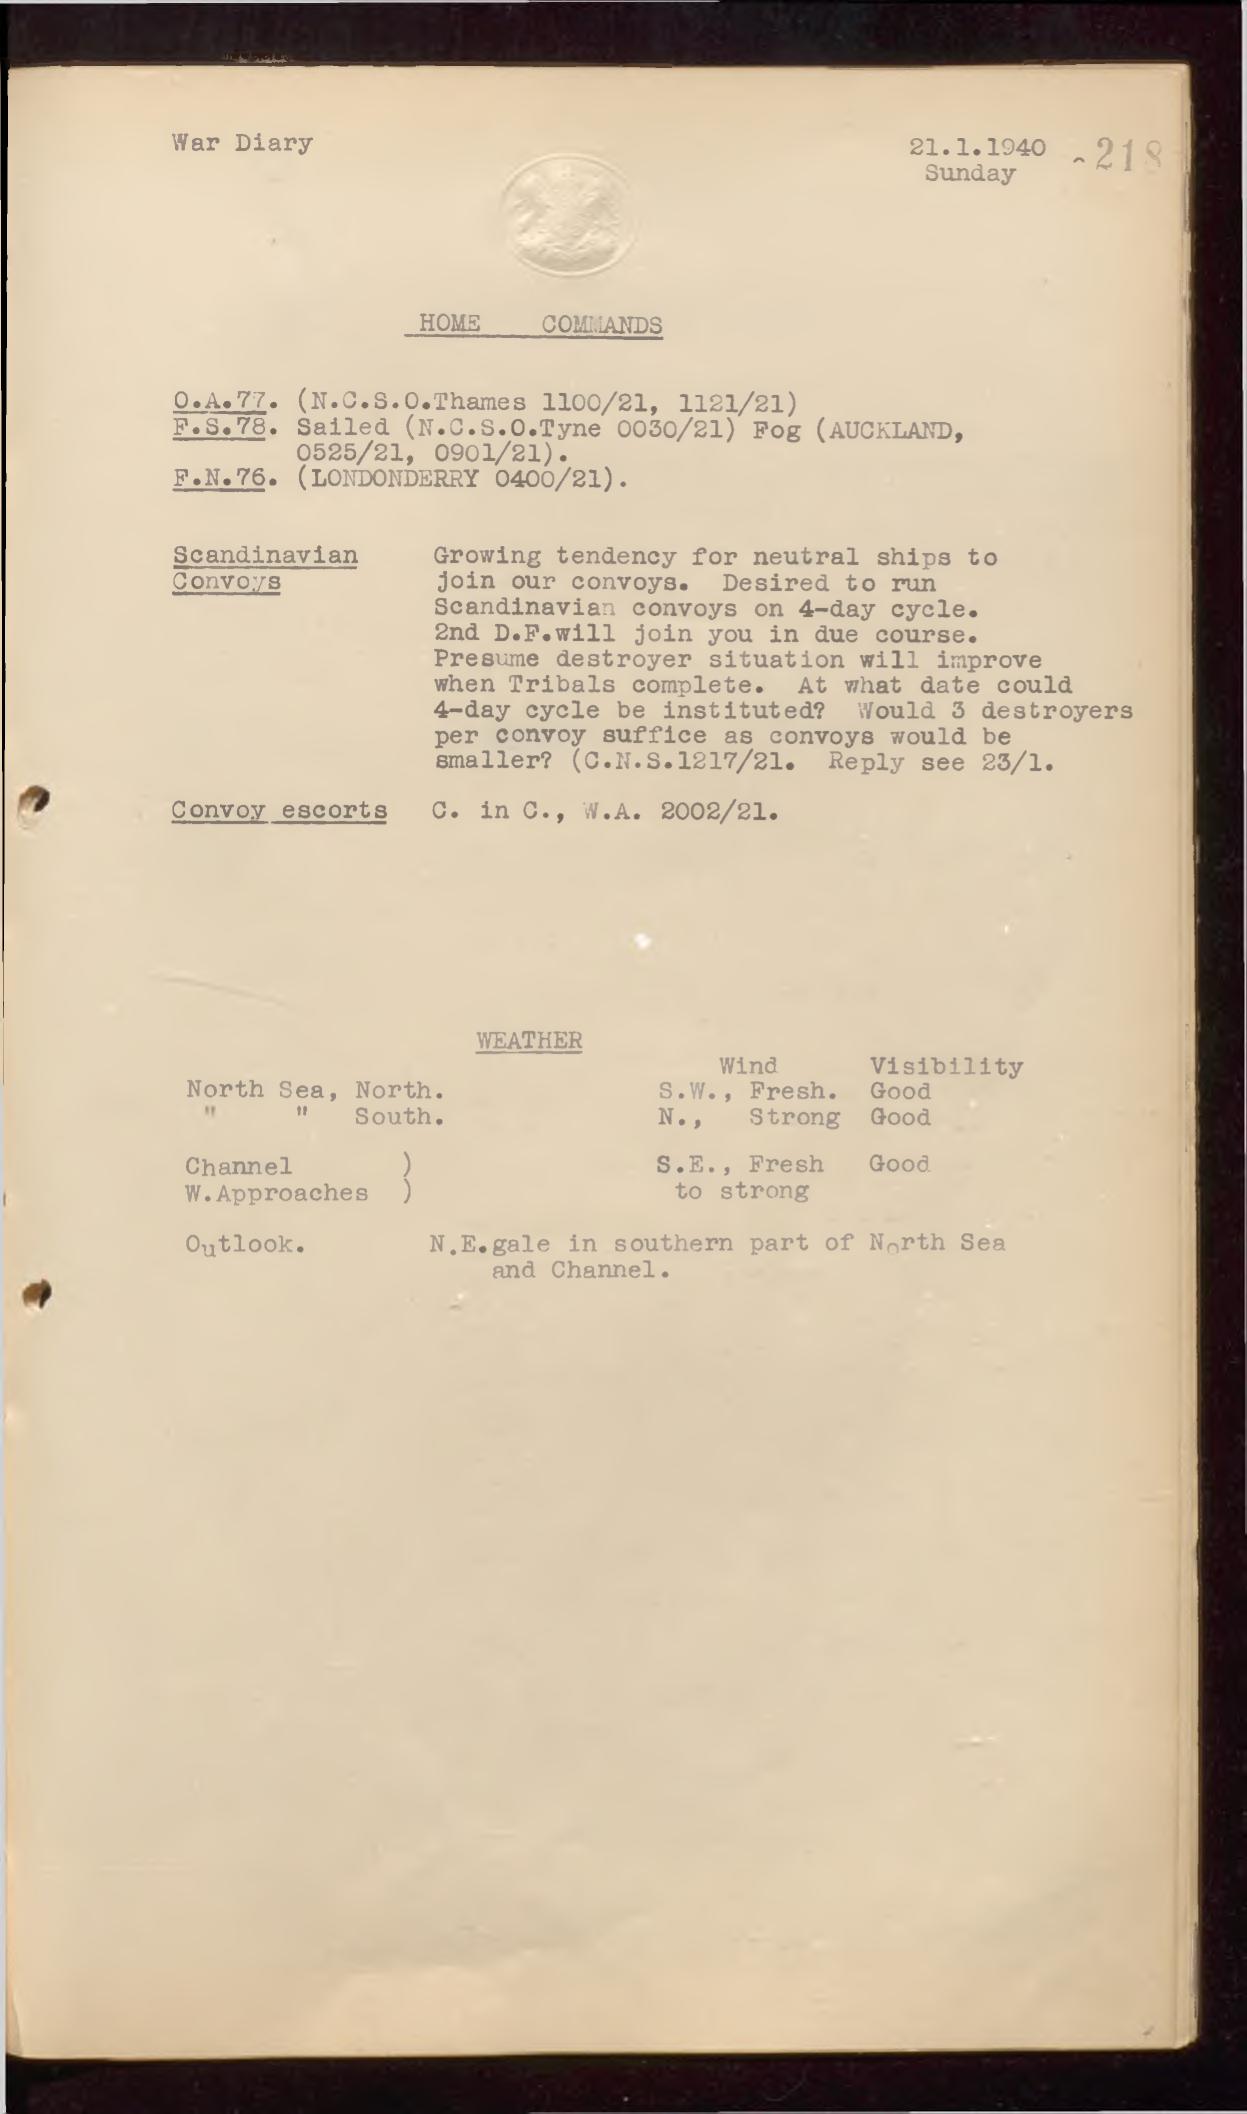 War Diary
21.1.1940
218
Sunday
HOME COMMANDS
O.A.77. (N.C.S.O.Thames 1100/21, 1121/21)
F.S.78. Sailed (N.C.S.O.Tyne 0030/21) Fog (AUCKLAND,
0525/21, 0901/21).
F.N.76. (LONDONDERRY 0400/21).
Scandinavian Growing tendency for neutral ships to
Convoys join our convoys. Desired to run
Scandinavian convoys on 4-day cycle.
2nd D.F.will join you in due course.
Presume destroyer situation will improve
when Tribals complete. At what date could
4-day cycle be instituted? Would 3 destroyers
per convoy suffice as convoys would be
smaller? (C.N.S.1217/21. Reply see 23/1.
Convoy escorts C. in C., W.A. 2002/21.
WEATHER
Wind Visibility
North Sea, North. S.W., Fresh. Good
" " South. N., Strong Good
Channel ) S.E., Fresh Good
W.Approaches ) to strong
Outlook. N.E.gale in southern part of North Sea
and Channel.